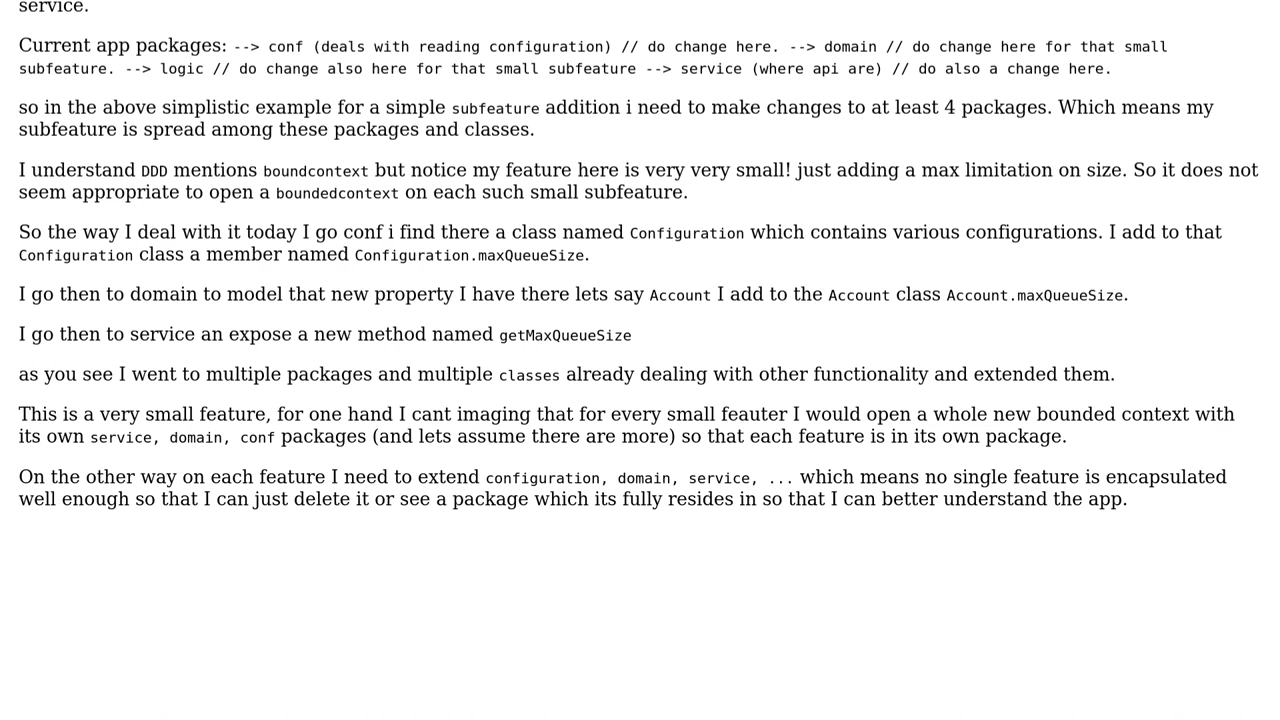 service.
Current app packages: --> conf (deals with reading configuration) // do change here. --> domain // do change here for that small
subfeature. --> logic // do change also here for that small subfeature --> service (where api are) // do also a change here.
so in the above simplistic example for a simple subfeature addition i need to make changes to at least 4 packages. Which means my
subfeature is spread among these packages and classes.
I understand DDD mentions boundcontext but notice my feature here is very very small! just adding a max limitation on size. So it does not
seem appropriate to open a boundedcontext on each such small subfeature.
So the way I deal with it today I go conf i find there a class named Configuration which contains various configurations. I add to that
Configuration class a member named Configuration.maxQueueSize.
I go then to domain to model that new property I have there lets say Account I add to the Account class Account.maxQueueSize.
I go then to service an expose a new method named getMaxQueueSize
as you see I went to multiple packages and multiple classes already dealing with other functionality and extended them.
This is a very small feature, for one hand I cant imaging that for every small feauter I would open a whole new bounded context with
its own service, domain, conf packages (and lets assume there are more) so that each feature is in its own package.
On the other way on each feature I need to extend configuration, domain, service, ... which means no single feature is encapsulated
well enough so that I can just delete it or see a package which its fully resides in so that I can better understand the app.